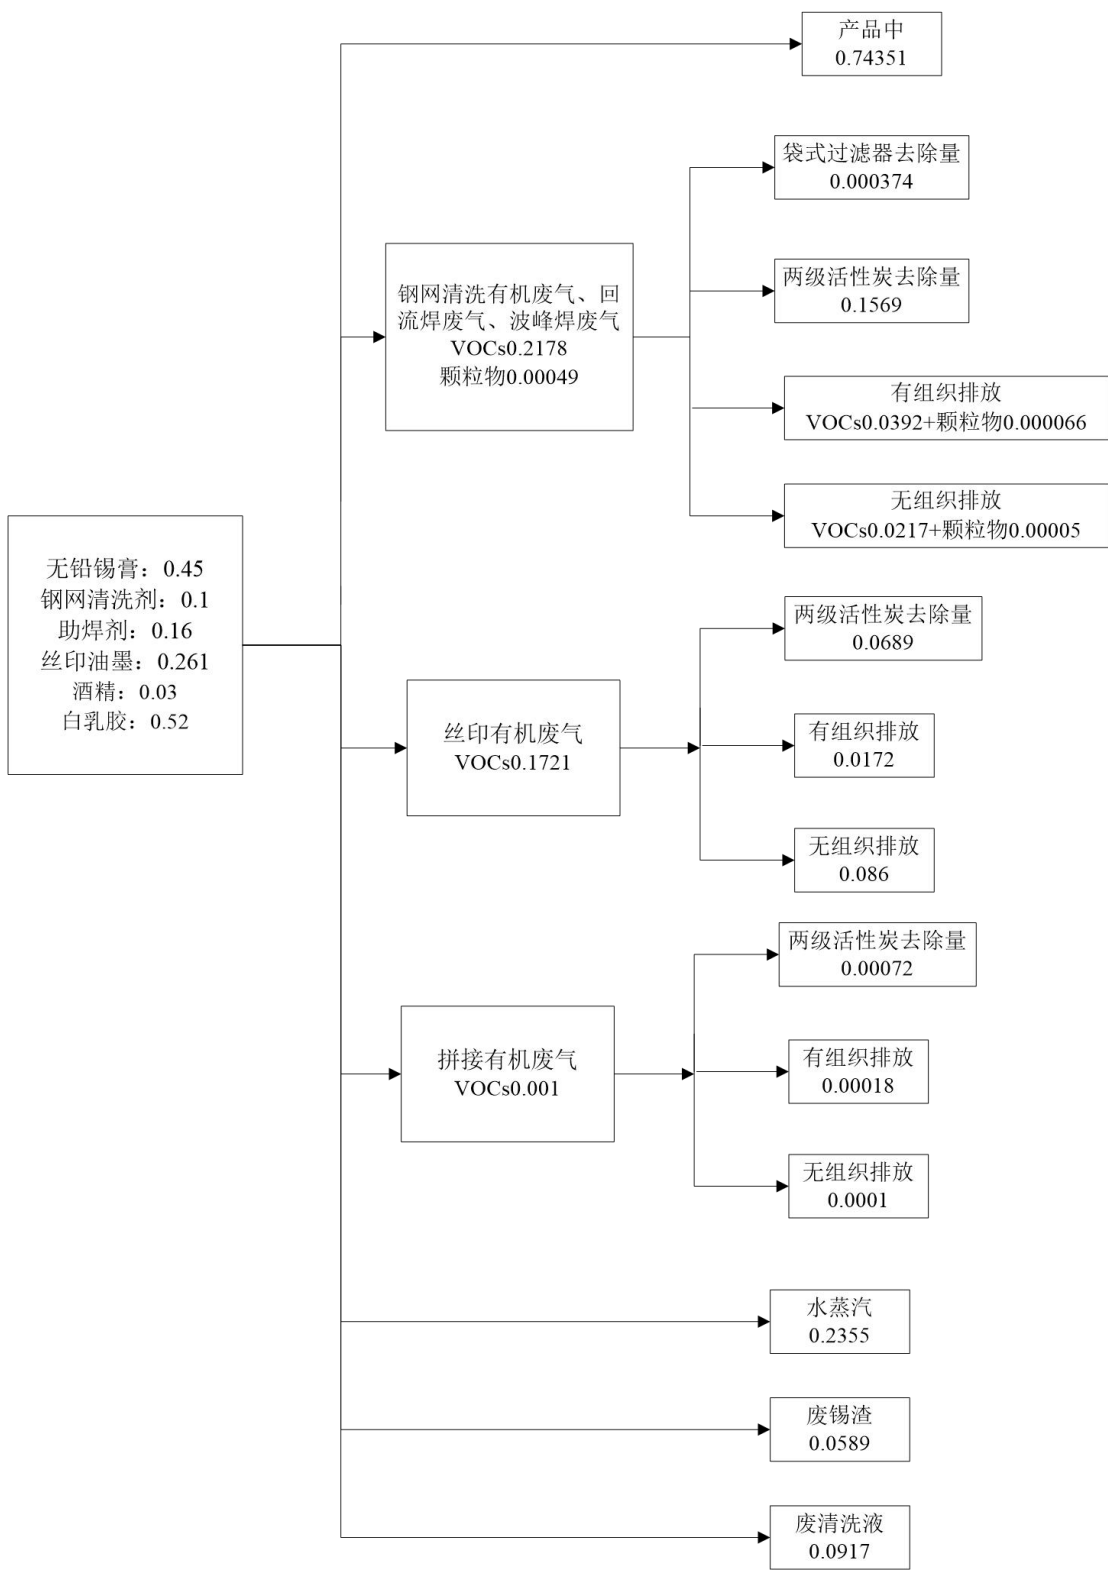 产品中
0.74351
袋式过滤器去除量
0.000374
两级活性炭去除量
0.1569
钢网清洗有机废气、回
流焊废气、波峰焊废气
VOCs0.2178
颗粒物0.00049
有组织排放
VOCs0.0392+颗粒物0.000066
无组织排放
VOCs0.0217+颗粒物0.00005
无铅锡膏：0.45
钢网清洗剂：0.1
助焊剂：0.16
丝印油墨：0.261
酒精：0.03
白乳胶：0.52
两级活性炭去除量
0.0689
丝印有机废气
VOCs0.1721
有组织排放
0.0172
无组织排放
0.086
两级活性炭去除量
0.00072
拼接有机废气
VOCs0.001
有组织排放
0.00018
无组织排放
0.0001
水蒸汽
0.2355
废锡渣
0.0589
废清洗液
0.0917